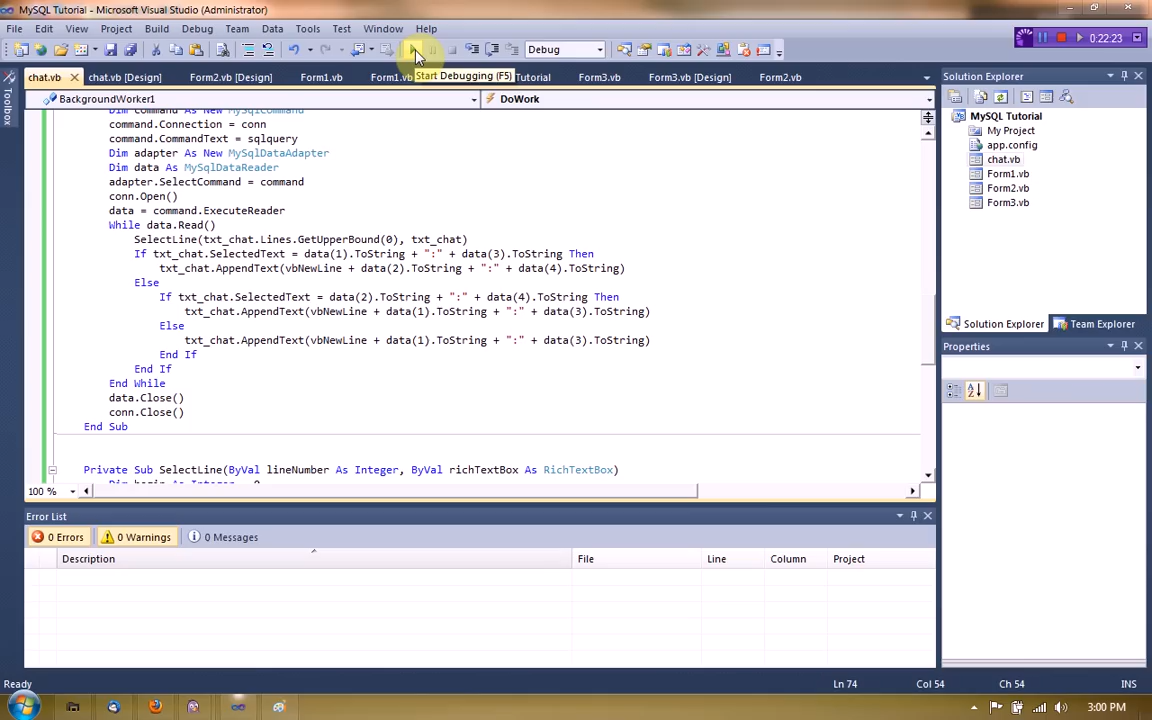 MySQL Tutorial - Microsoft Visual Studio (Administrator)
File Edit View Project Build Debug Team Data Tools Test Window Help
0:22:23
Debug
Start Debugging (F5)
chat.vb chat.vb [Design] Form2.vb [Design] Form1.vb Form1.vb Tutorial Form3.vb Form3.vb [Design] Form2.vb
BackgroundWorker1 DoWork
Dim command As New MySqlCommand
command.Connection = conn
command.CommandText = sqlquery
Dim adapter As New MySqlDataAdapter
Dim data As MySqlDataReader
adapter.SelectCommand = command
conn.Open()
data = command.ExecuteReader
While data.Read()
SelectLine(txt_chat.Lines.GetUpperBound(0), txt_chat)
If txt_chat.SelectedText = data(1).ToString + ":" + data(3).ToString Then
txt_chat.AppendText(vbNewLine + data(2).ToString + ":" + data(4).ToString)
Else
If txt_chat.SelectedText = data(2).ToString + ":" + data(4).ToString Then
txt_chat.AppendText(vbNewLine + data(1).ToString + ":" + data(3).ToString)
Else
txt_chat.AppendText(vbNewLine + data(1).ToString + ":" + data(3).ToString)
End If
End If
End While
data.Close()
conn.Close()
End Sub
Private Sub SelectLine(ByVal lineNumber As Integer, ByVal richTextBox As RichTextBox)
Dim begin As Integer = 0
100 %
Solution Explorer
MySQL Tutorial
My Project
app.config
chat.vb
Form1.vb
Form2.vb
Form3.vb
Solution Explorer Team Explorer
Properties
Error List
0 Errors 0 Warnings 0 Messages
Description File Line Column Project
Ready Ln 74 Col 54 Ch 54 INS
3:00 PM